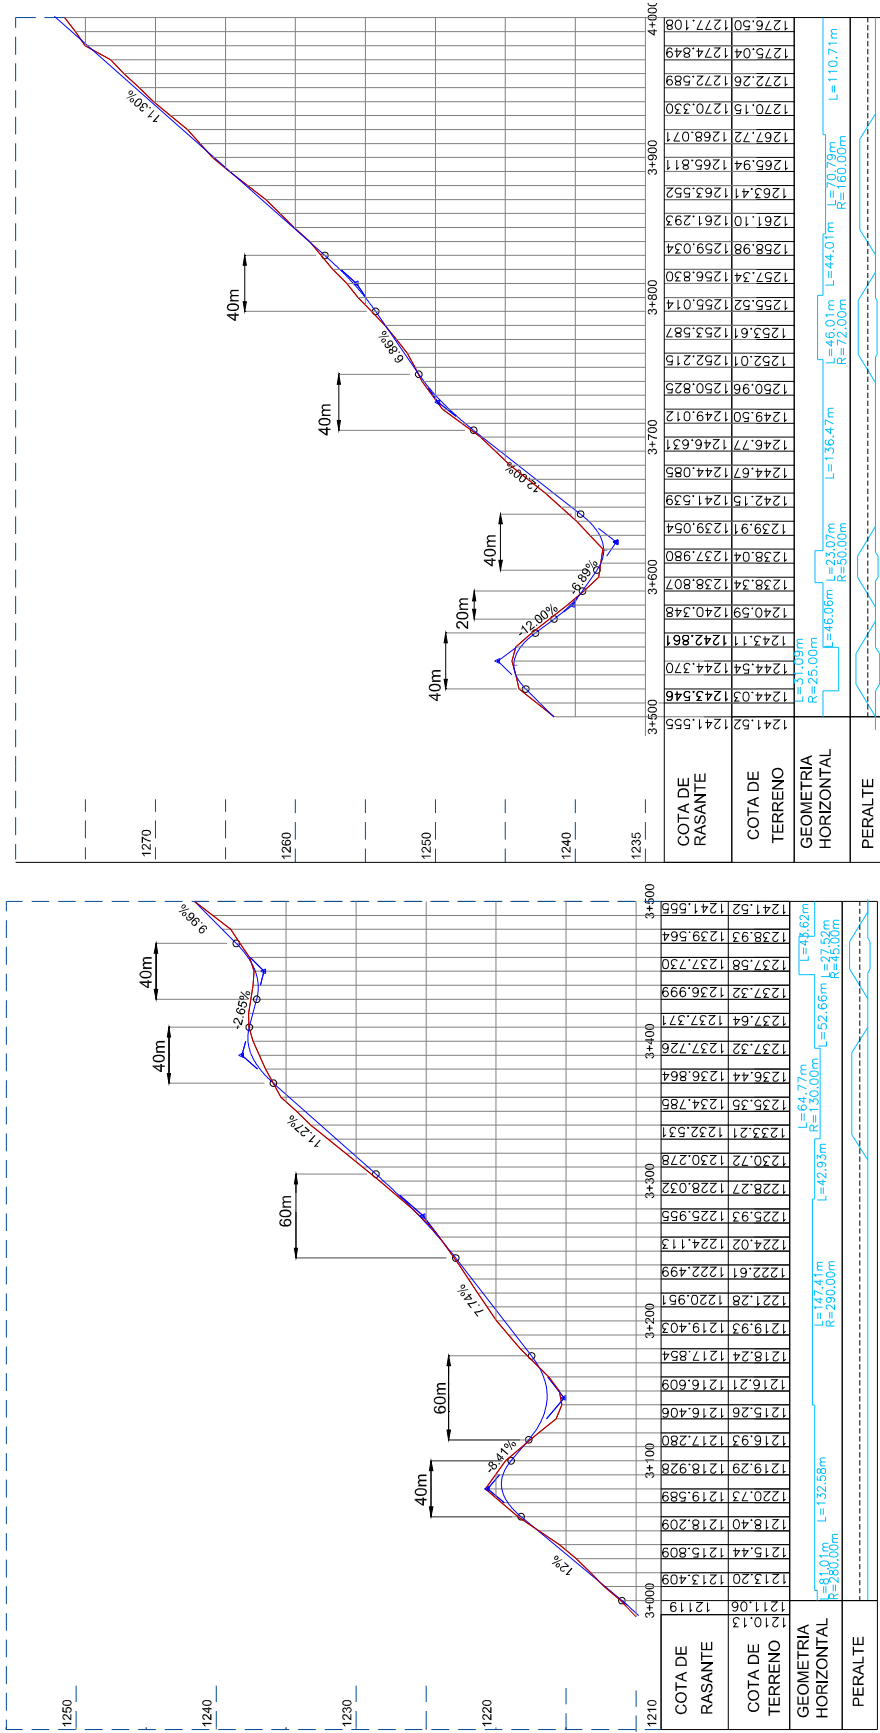 1250
1240
1230
1220
1210
40m
60m
60m
40m
40m
12%
-8.41%
7.74%
11.27%
-2.65%
9.96%
3+000 3+100 3+200 3+300 3+400 3+500
COTA DE RASANTE
12119 1213.409 1215.809 1218.209 1219.589 1218.928 1217.280 1216.406 1216.609 1217.854 1219.403 1220.951 1222.499 1224.113 1225.955 1228.032 1230.278 1232.531 1234.785 1236.864 1237.726 1237.371 1236.999 1237.730 1239.564 1241.555
COTA DE TERRENO
1210.13 1211.06 1213.20 1215.44 1218.40 1220.73 1219.29 1216.93 1215.26 1216.21 1218.24 1219.93 1221.28 1222.61 1224.02 1225.93 1228.27 1230.72 1233.21 1235.35 1236.44 1237.32 1237.64 1237.32 1237.58 1238.93 1241.52
GEOMETRIA HORIZONTAL
L=81.01m
R=280.00m
L=132.58m
L=147.41m
R=290.00m
L=42.93m
L=64.77m
R=130.00m
L=52.66m
L=27.52m
R=45.00m
L=43.62m
PERALTE
1270
1260
1250
1240
1235
40m
20m
40m
40m
40m
-12.00%
-6.89%
12.00%
6.86%
11.30%
3+500 3+600 3+700 3+800 3+900 4+000
COTA DE RASANTE
1241.555 1243.546 1244.370 1242.861 1240.348 1238.807 1237.980 1239.054 1241.539 1244.085 1246.631 1249.012 1250.825 1252.215 1253.587 1255.014 1256.830 1259.034 1261.293 1263.552 1265.811 1268.071 1270.330 1272.589 1274.849 1277.108
COTA DE TERRENO
1241.52 1244.03 1244.54 1243.11 1240.59 1238.34 1238.04 1239.91 1242.15 1244.67 1246.77 1249.50 1250.96 1252.01 1253.61 1255.52 1257.34 1258.98 1261.10 1263.41 1265.94 1267.72 1270.15 1272.26 1275.04 1276.50
GEOMETRIA HORIZONTAL
L=31.09m
R=25.00m
L=46.06m
L=23.07m
R=50.00m
L=136.47m
L=46.01m
R=72.00m
L=44.01m
L=70.79m
R=160.00m
L=110.71m
PERALTE